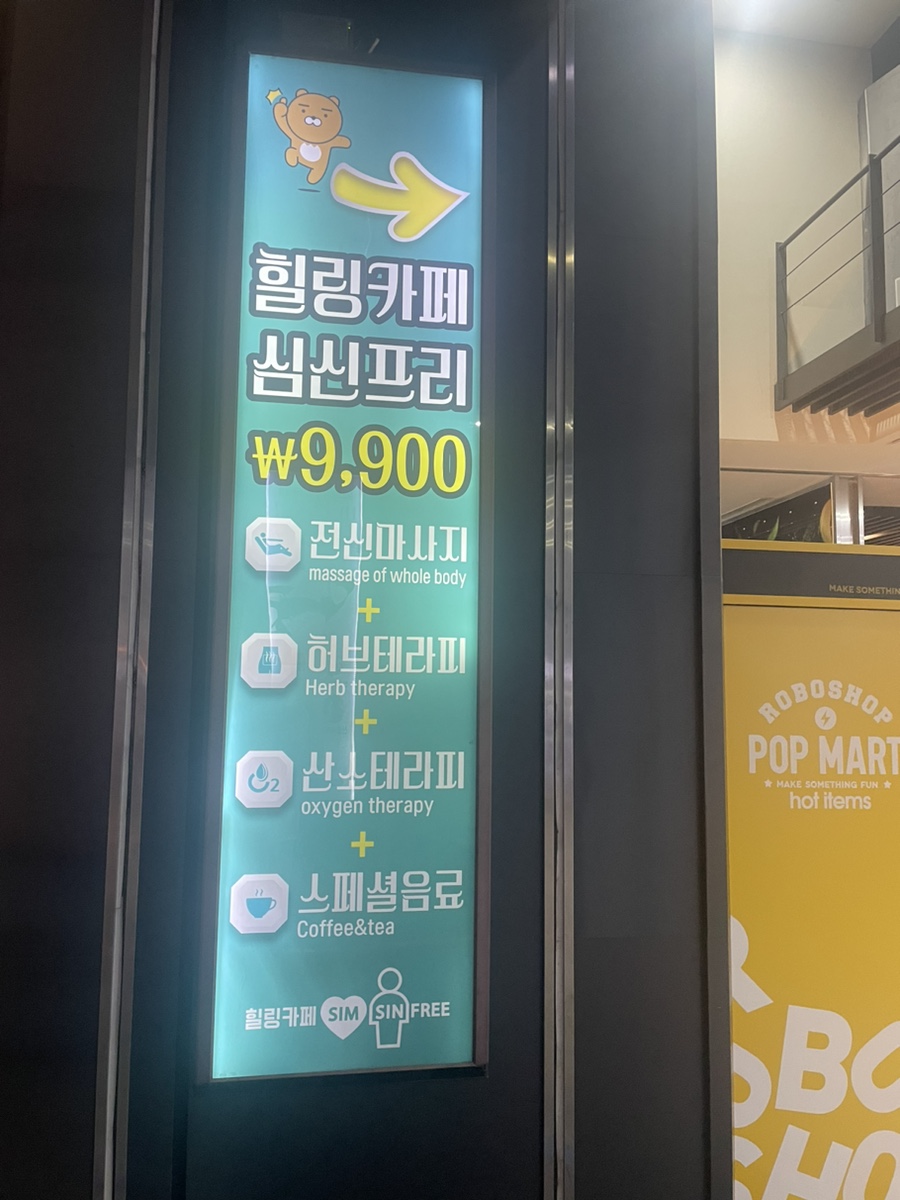 힐링카페
심신프리
₩9,900
전신마사지
massage of whole body
+
허브테라피
Herb therapy
+
산소테라피
oxygen therapy
+
스페셜음료
Coffee&tea
힐링카페 SIM SIN FREE
MAKE SOMETHIN
ROBOSHOP
POP MART
★ MAKE SOMETHING FUN ★
hot items